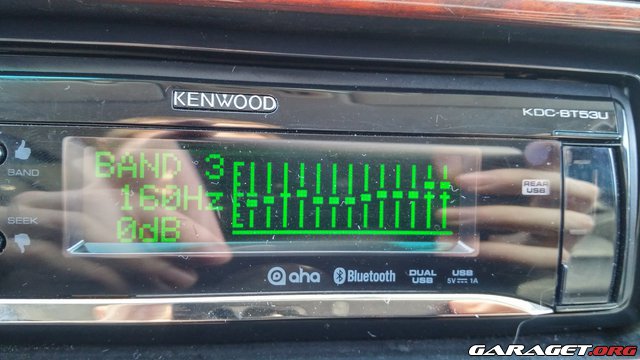 KENWOOD
KDC-BT53U
BAND 3
160Hz
0dB
BAND
SEEK
REAR
USB
aha
Bluetooth
DUAL
USB
USB
5V 1A
GARAGET.ORG